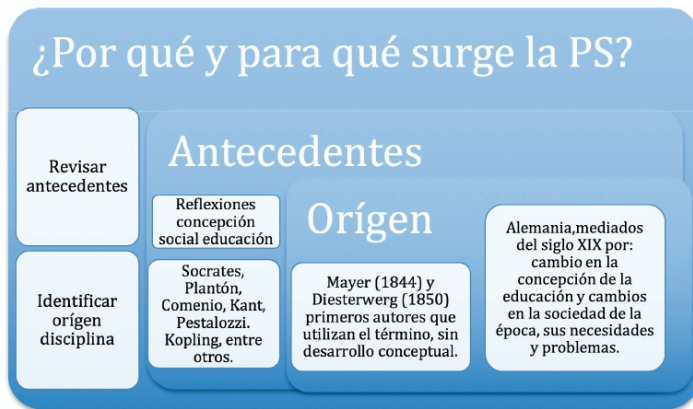 ¿Por qué y para qué surge la PS?
Revisar
antecedentes
Identificar
orígen
disciplina
Antecedentes
Reflexiones
concepción
social educación
Socrates,
Plantón,
Comenio, Kant,
Pestalozzi.
Kopling, entre
otros.
Orígen
Mayer (1844) y
Diesterwerg (1850)
primeros autores que
utilizan el término, sin
desarrollo conceptual.
Alemania,mediados
del siglo XIX por:
cambio en la
concepción de la
educación y cambios
en la sociedad de la
época, sus necesidades
y problemas.